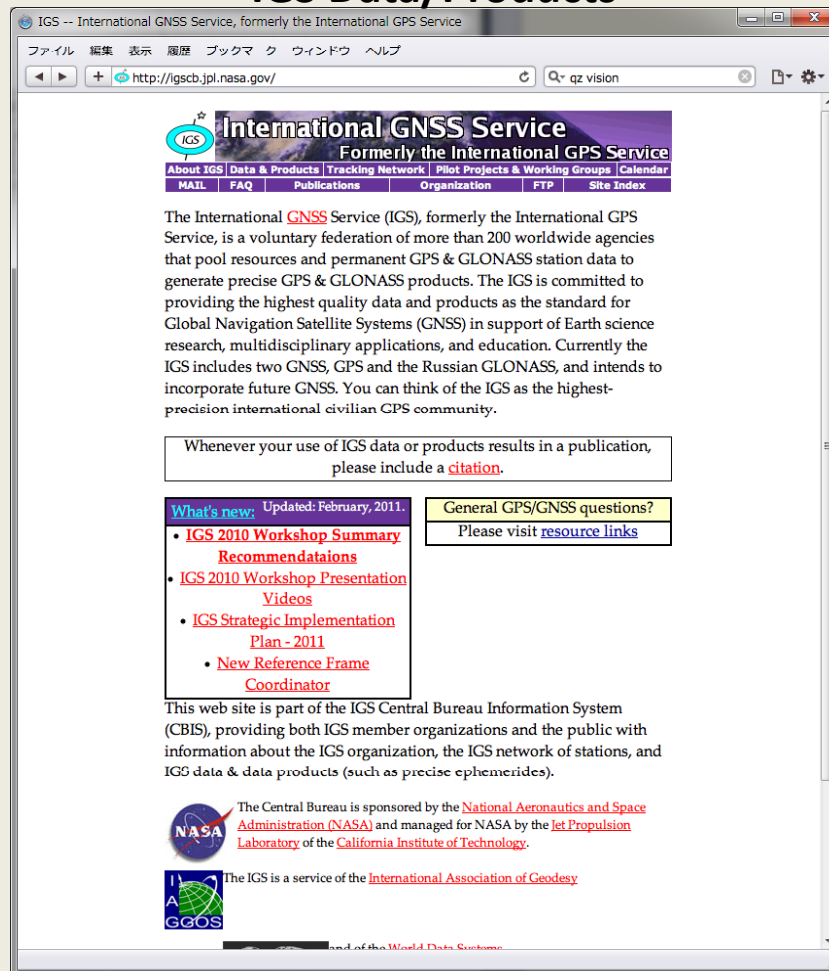 IGS Data/Products
IGS -- International GNSS Service, formerly the International GPS Service
ファイル 編集 表示 履歴 ブックマーク ウィンドウ ヘルプ
http://igscb.jpl.nasa.gov/
qz vision
IGS
International GNSS Service
Formerly the International GPS Service
About IGS Data & Products Tracking Network Pilot Projects & Working Groups Calendar
MAIL FAQ Publications Organization FTP Site Index
The International GNSS Service (IGS), formerly the International GPS
Service, is a voluntary federation of more than 200 worldwide agencies
that pool resources and permanent GPS & GLONASS station data to
generate precise GPS & GLONASS products. The IGS is committed to
providing the highest quality data and products as the standard for
Global Navigation Satellite Systems (GNSS) in support of Earth science
research, multidisciplinary applications, and education. Currently the
IGS includes two GNSS, GPS and the Russian GLONASS, and intends to
incorporate future GNSS. You can think of the IGS as the highest-
precision international civilian GPS community.
Whenever your use of IGS data or products results in a publication,
please include a citation.
What's new: Updated: February, 2011.
• IGS 2010 Workshop Summary
Recommendataions
• IGS 2010 Workshop Presentation
Videos
• IGS Strategic Implementation
Plan - 2011
• New Reference Frame
Coordinator
General GPS/GNSS questions?
Please visit resource links
This web site is part of the IGS Central Bureau Information System
(CBIS), providing both IGS member organizations and the public with
information about the IGS organization, the IGS network of stations, and
IGS data & data products (such as precise ephemerides).
NASA
The Central Bureau is sponsored by the National Aeronautics and Space
Administration (NASA) and managed for NASA by the Jet Propulsion
Laboratory of the California Institute of Technology.
I
A
GGOS
The IGS is a service of the International Association of Geodesy
and of the World Data Systems